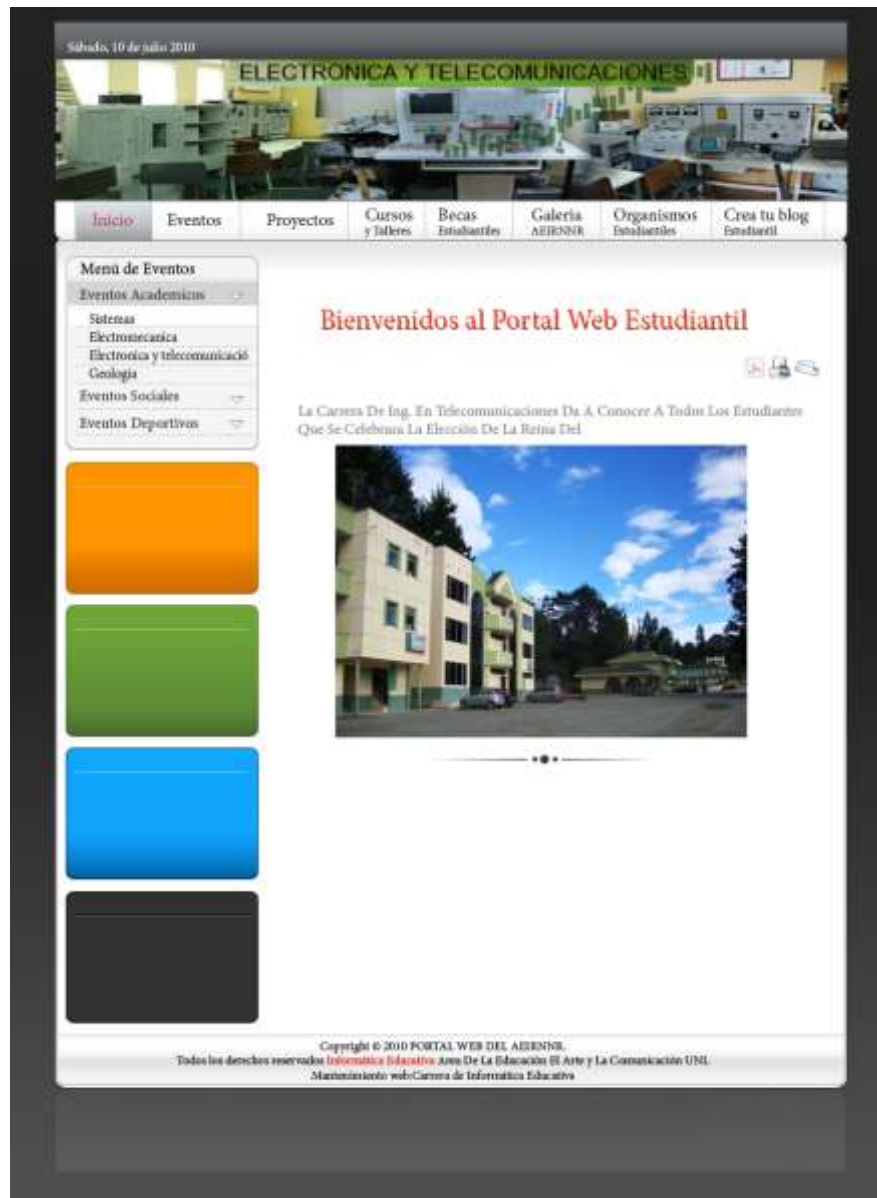 Sábado, 10 de julio 2010
ELECTRONICA Y TELECOMUNICACIONES
Inicio
Eventos
Proyectos
Cursos
y Talleres
Becas
Estudiantiles
Galeria
AEIRNNR
Organismos
Estudiantiles
Crea tu blog
Estudiantil
Menú de Eventos
Eventos Academicos
Sistemas
Electromecanica
Electronica y telecomunicació
Geologia
Eventos Sociales
Eventos Deportivos
Bienvenidos al Portal Web Estudiantil
La Carrera De Ing. En Telecomunicaciones Da A Conocer A Todos Los Estudiantes
Que Se Celebrara La Elección De La Reina Del
Copyright © 2010 PORTAL WEB DEL AEIRNNR.
Todos los derechos reservados Informática Educativa Area De La Educación El Arte y La Comunicación UNL
Mantenimiento web:Carrera de Informática Educativa